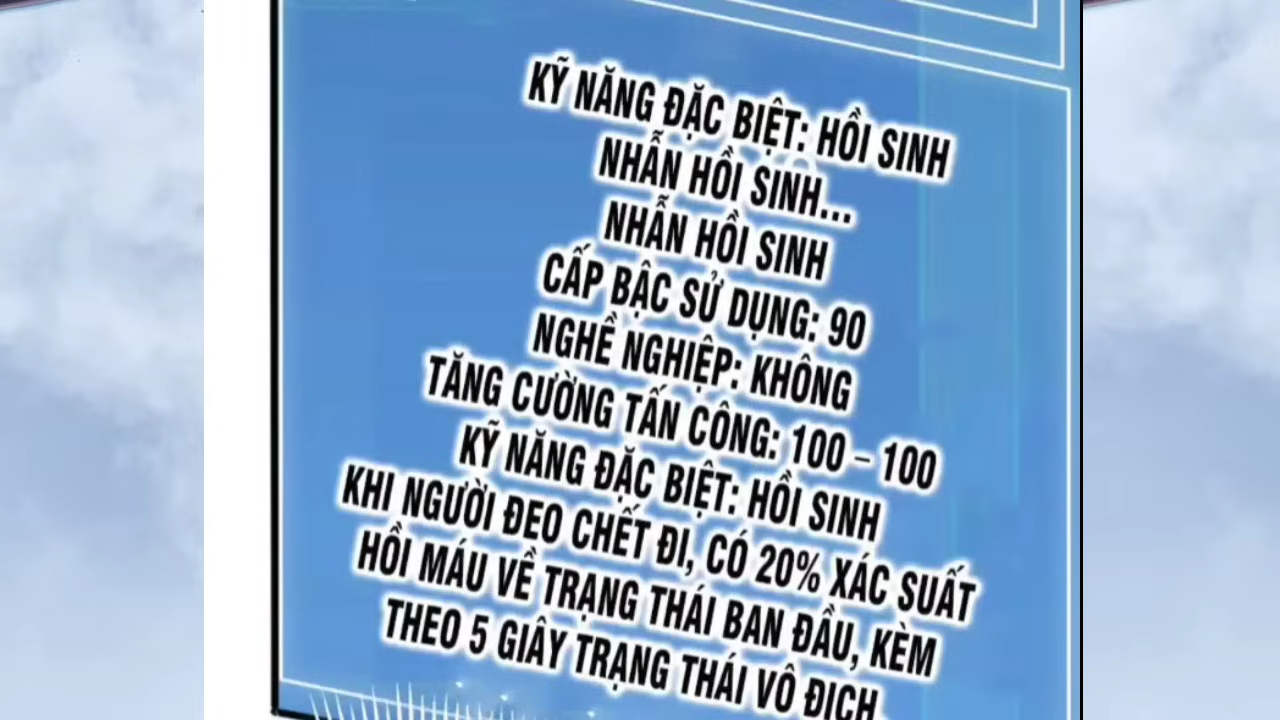 KỸ NĂNG ĐẶC BIỆT: HỒI SINH
NHẪN HỒI SINH...
NHẪN HỒI SINH
CẤP BẬC SỬ DỤNG: 90
NGHỀ NGHIỆP: KHÔNG
TĂNG CƯỜNG TẤN CÔNG: 100 – 100
KỸ NĂNG ĐẶC BIỆT: HỒI SINH
KHI NGƯỜI ĐEO CHẾT ĐI, CÓ 20% XÁC SUẤT
HỒI MÁU VỀ TRẠNG THÁI BAN ĐẦU, KÈM
THEO 5 GIÂY TRẠNG THÁI VÔ ĐỊCH